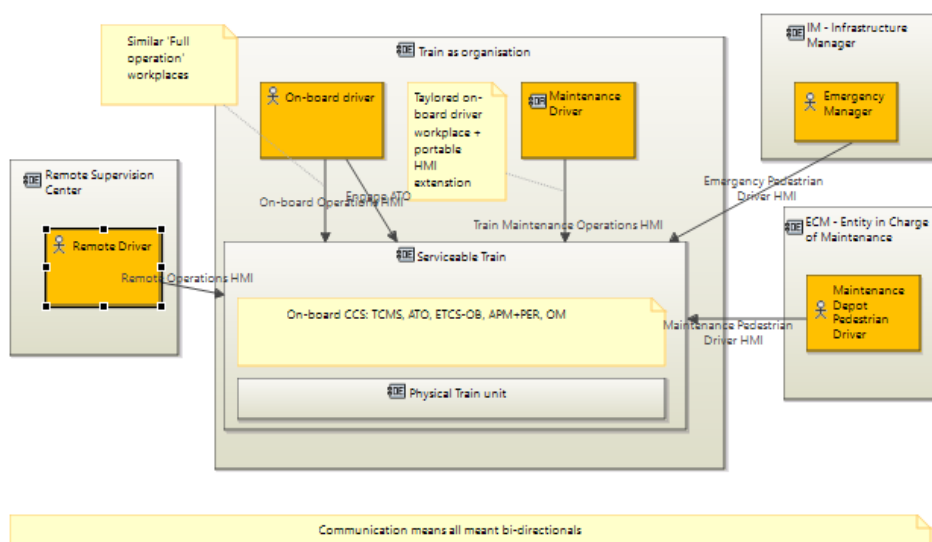 Similar 'Full
operation'
workplaces
Train as organisation
IM - Infrastructure
Manager
On-board driver
Taylored on-
board driver
workplace +
portable
HMI
extenstion
Maintenance
Driver
Emergency
Manager
Remote Supervision
Center
Engage ATO
On-board Operations HMI
Emergency Pedestrian
Driver HMI
Train Maintenance Operations HMI
ECM - Entity in Charge
of Maintenance
Remote Driver
Serviceable Train
Remote Operations HMI
On-board CCS: TCMS, ATO, ETCS-OB, APM+PER, OM
Maintenance
Depot
Pedestrian
Driver
Maintenance Pedestrian
Driver HMI
Physical Train unit
Communication means all meant bi-directionals